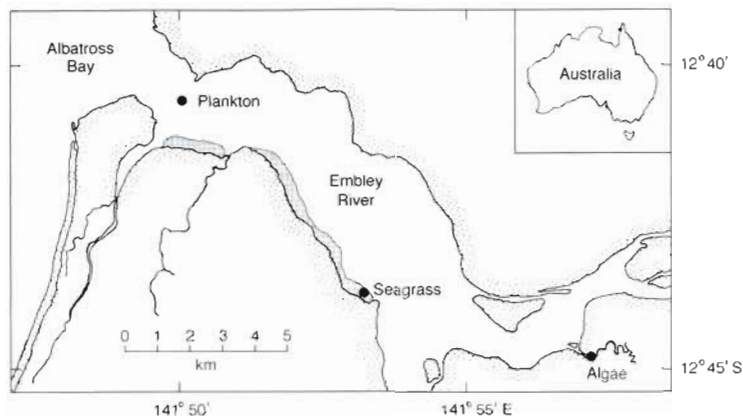 Albatross
Bay
Plankton
Australia
12°40'
Embley
River
Seagrass
0 1 2 3 4 5
km
Algae
12°45'S
141°50'
141°55'E